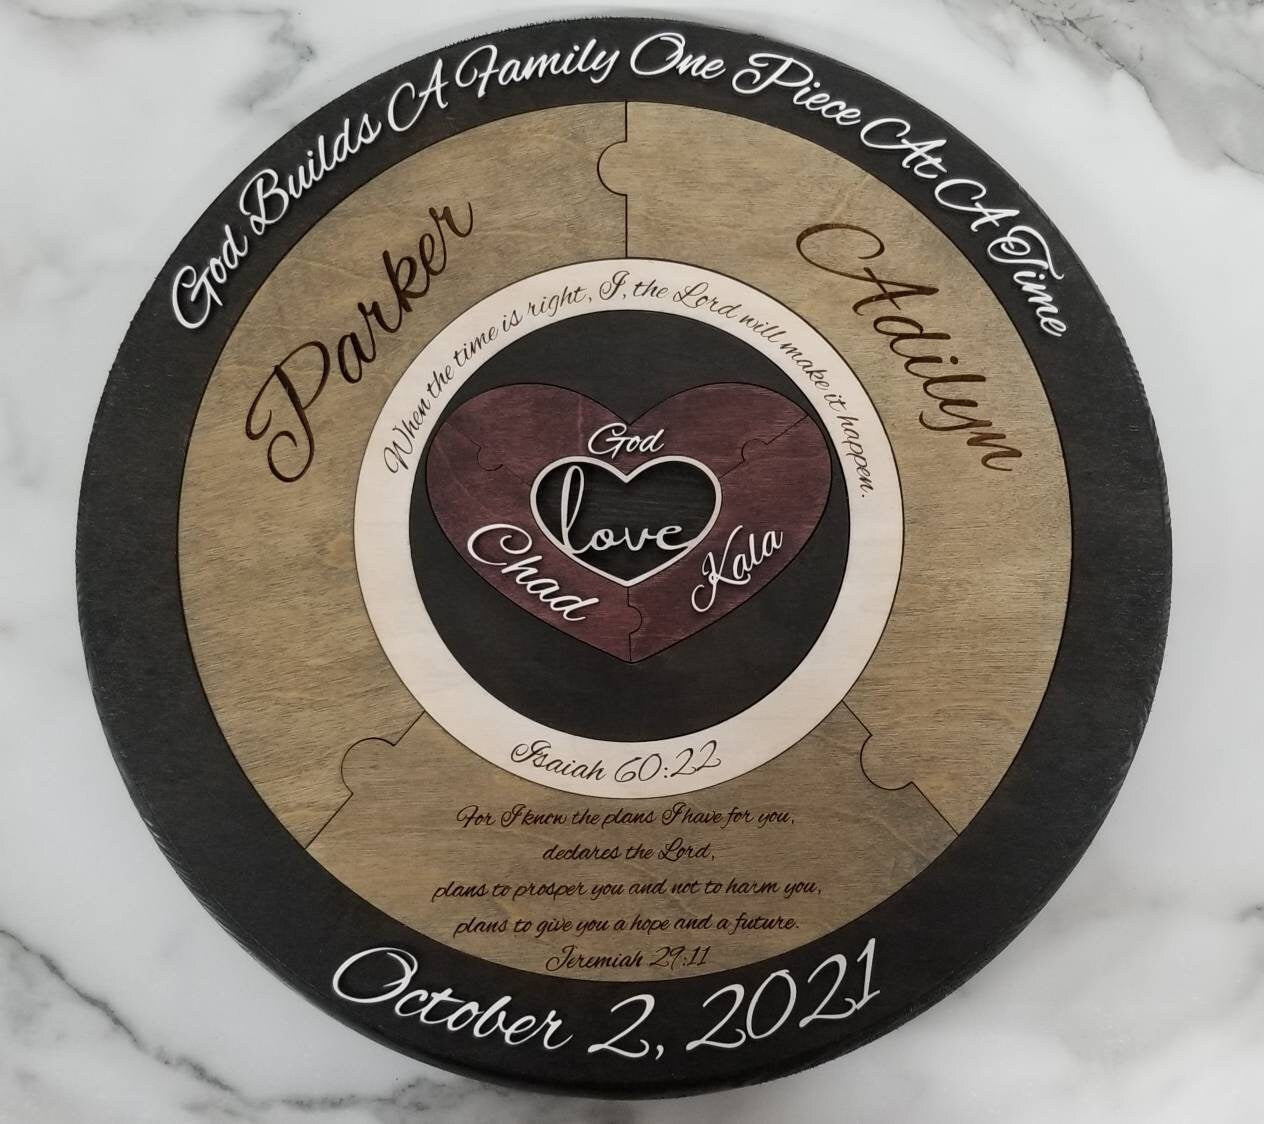 God Builds A Family One Piece At A Time
Parker
Adilyn
When the time is right, I, the Lord will make it happen.
God
love
Chad
Kala
Isaiah 60:22
For I know the plans I have for you,
declares the Lord,
plans to prosper you and not to harm you,
plans to give you a hope and a future.
Jeremiah 29:11
October 2, 2021